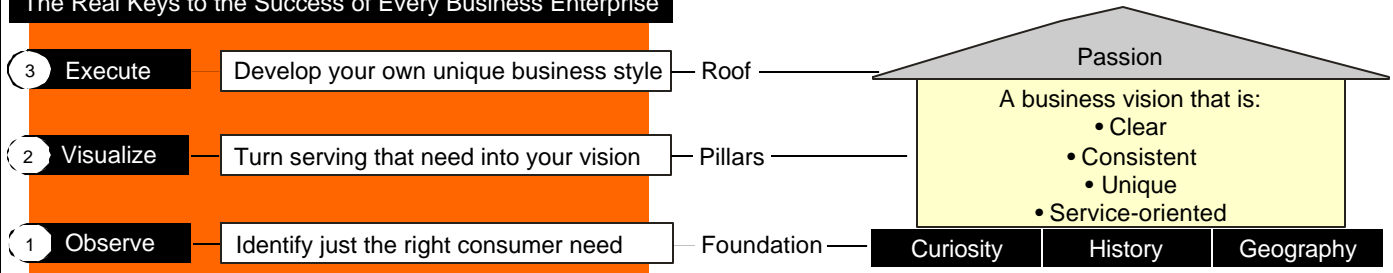 The Real Keys to the Success of Every Business Enterprise
3 Execute Develop your own unique business style Roof Passion
A business vision that is:
• Clear
2 Visualize Turn serving that need into your vision Pillars • Consistent
• Unique
• Service-oriented
1 Observe Identify just the right consumer need Foundation Curiosity History Geography